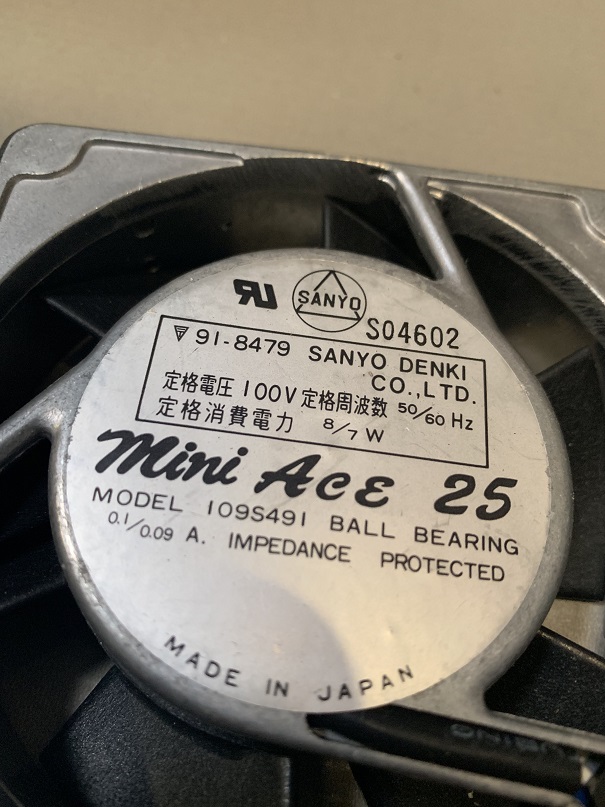 SANYO
S04602
91-8479 SANYO DENKI
CO.,LTD.
定格電圧 100V 定格周波数 50/60 Hz
定格消費電力 8/7 W
Mini ACE 25
MODEL 109S491 BALL BEARING
0.1/0.09 A. IMPEDANCE PROTECTED
MADE IN JAPAN